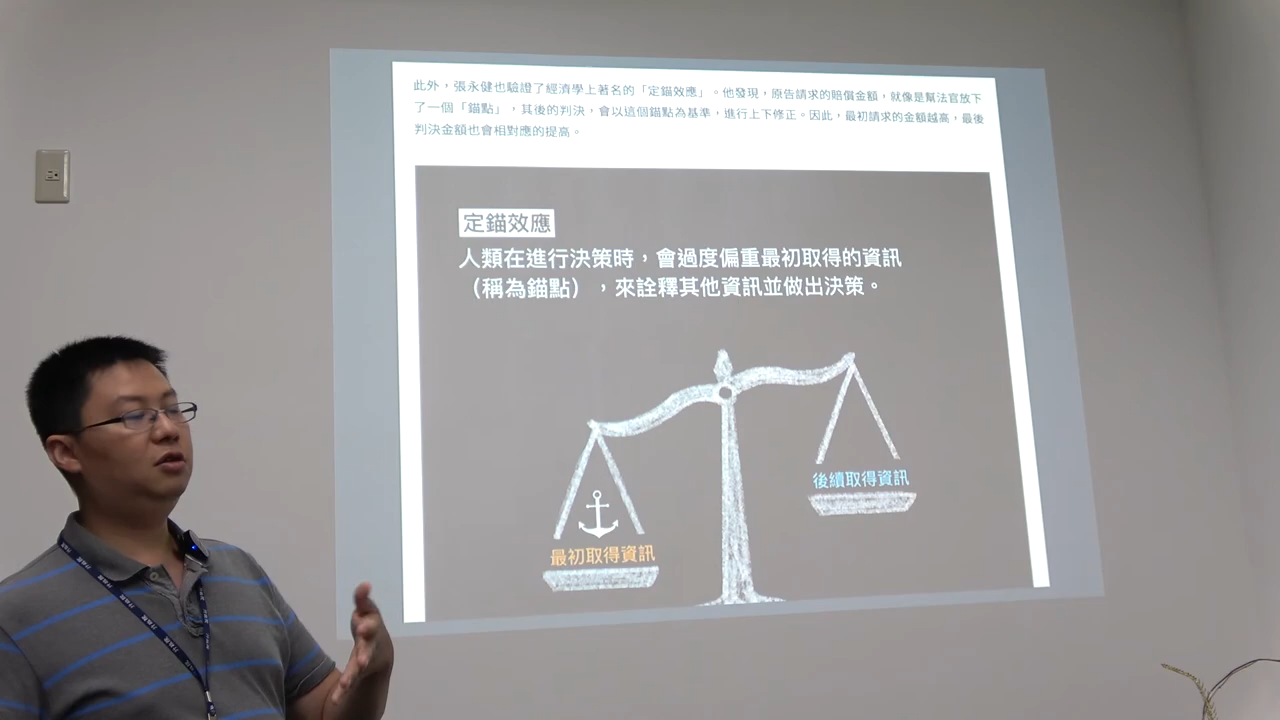 此外，張永健也驗證了經濟學上著名的「定錨效應」。他發現，原告請求的賠償金額，就像是幫法官放下
了一個「錨點」，其後的判決，會以這個錨點為基準，進行上下修正。因此，最初請求的金額越高，最後
判決金額也會相對應的提高。
定錨效應
人類在進行決策時，會過度偏重最初取得的資訊
（稱為錨點），來詮釋其他資訊並做出決策。
後續取得資訊
最初取得資訊